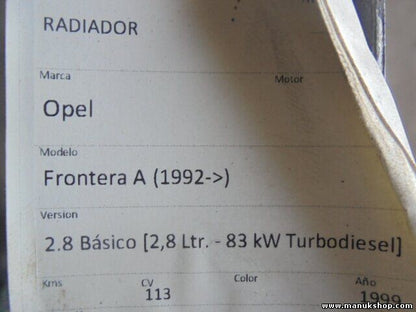 RADIADOR
Marca Motor
Opel
Modelo
Frontera A (1992->)
Version
2.8 Básico [2,8 Ltr. - 83 kW Turbodiesel]
Kms CV Color Año
113 1999
www.manukshop.com